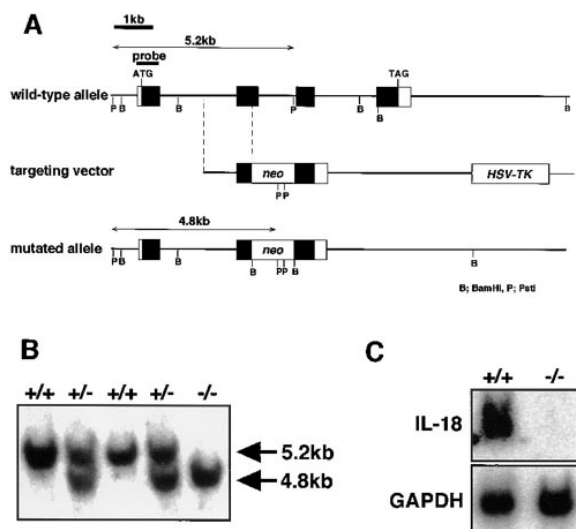 A
1kb
5.2kb
probe
ATG
TAG
wild-type allele
P B B P B B B
targeting vector
neo
HSV-TK
P P
4.8kb
mutated allele
neo
P B B B P P B B
B; BamHI, P; PstI
B
+/+ +/- +/+ +/- -/-
5.2kb
4.8kb
C
+/+ -/-
IL-18
GAPDH